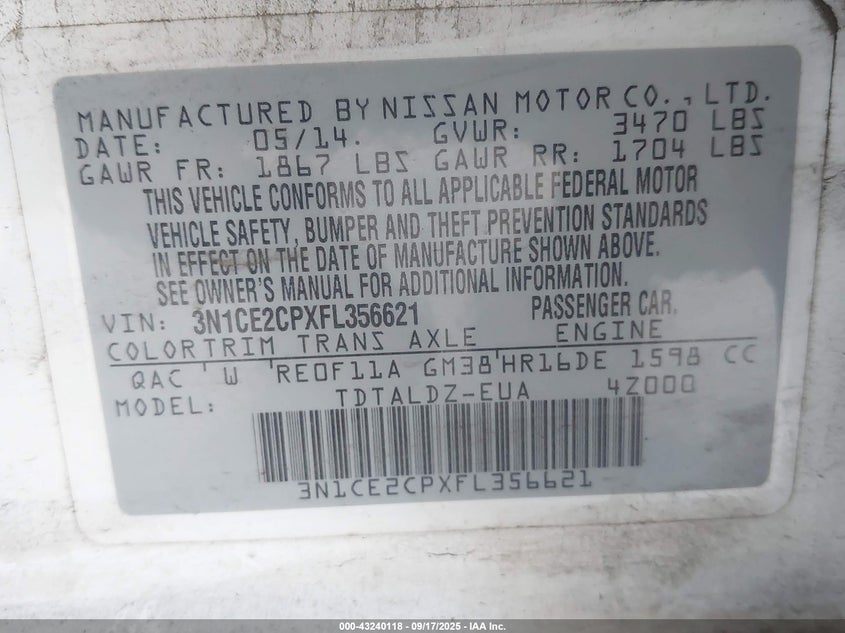 MANUFACTURED BY NISSAN MOTOR CO., LTD.
DATE: 05/14. GVWR: 3470 LBS
GAWR FR: 1867 LBS GAWR RR: 1704 LBS
THIS VEHICLE CONFORMS TO ALL APPLICABLE FEDERAL MOTOR
VEHICLE SAFETY, BUMPER AND THEFT PREVENTION STANDARDS
IN EFFECT ON THE DATE OF MANUFACTURE SHOWN ABOVE.
SEE OWNER'S MANUAL FOR ADDITIONAL INFORMATION.
VIN: 3N1CE2CPXFL356621 PASSENGER CAR.
COLORTRIM TRANS AXLE ENGINE
QAC W RE0F11A GM38 HR16DE 1598 CC
MODEL: TDTALDZ-EUA 4Z000
3N1CE2CPXFL356621
000-43240118 - 09/17/2025 - IAA Inc.